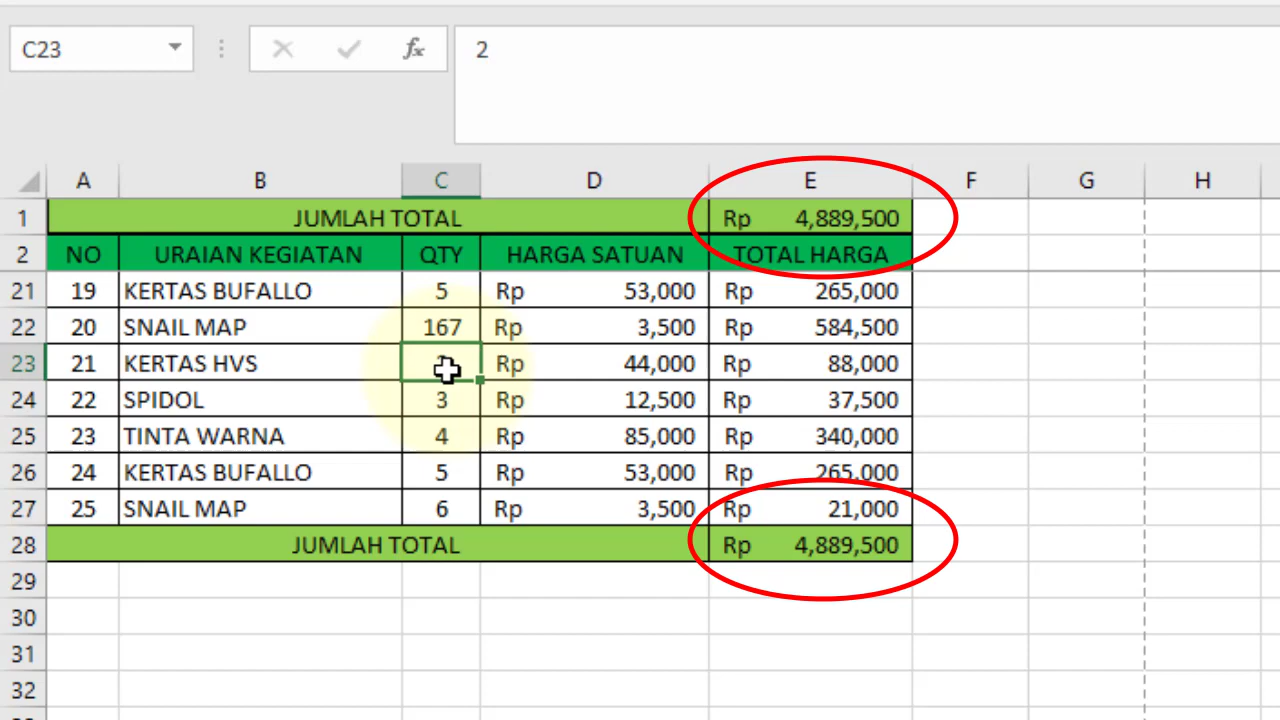 C23
fx
2
A B C D E F G H
1 JUMLAH TOTAL Rp 4,889,500
2 NO URAIAN KEGIATAN QTY HARGA SATUAN TOTAL HARGA
21 19 KERTAS BUFALLO 5 Rp 53,000 Rp 265,000
22 20 SNAIL MAP 167 Rp 3,500 Rp 584,500
23 21 KERTAS HVS Rp 44,000 Rp 88,000
24 22 SPIDOL 3 Rp 12,500 Rp 37,500
25 23 TINTA WARNA 4 Rp 85,000 Rp 340,000
26 24 KERTAS BUFALLO 5 Rp 53,000 Rp 265,000
27 25 SNAIL MAP 6 Rp 3,500 Rp 21,000
28 JUMLAH TOTAL Rp 4,889,500
29
30
31
32